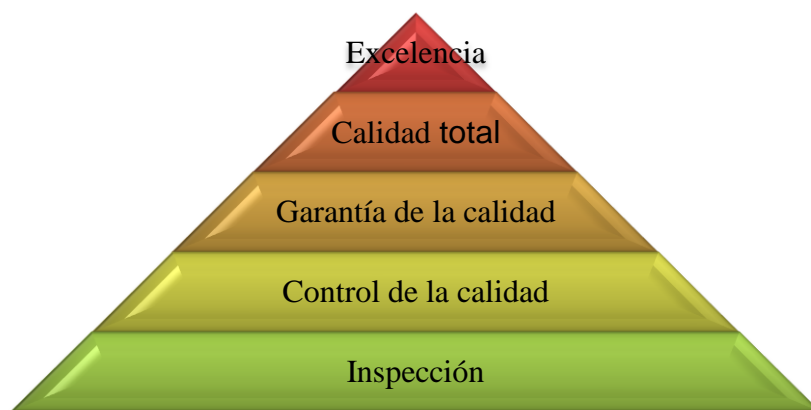 Excelencia
Calidad total
Garantía de la calidad
Control de la calidad
Inspección